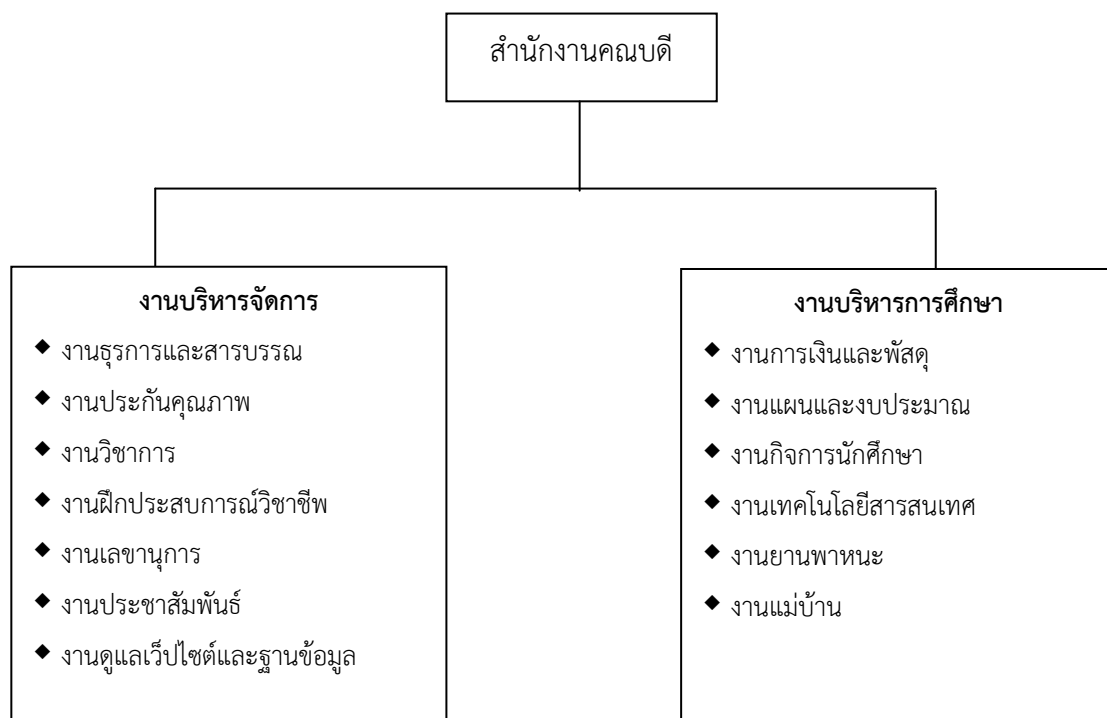 สำนักงานคณบดี
งานบริหารจัดการ
◆ งานธุรการและสารบรรณ
◆ งานประกันคุณภาพ
◆ งานวิชาการ
◆ งานฝึกประสบการณ์วิชาชีพ
◆ งานเลขานุการ
◆ งานประชาสัมพันธ์
◆ งานดูแลเว็ปไซต์และฐานข้อมูล
งานบริหารการศึกษา
◆ งานการเงินและพัสดุ
◆ งานแผนและงบประมาณ
◆ งานกิจการนักศึกษา
◆ งานเทคโนโลยีสารสนเทศ
◆ งานยานพาหนะ
◆ งานแม่บ้าน